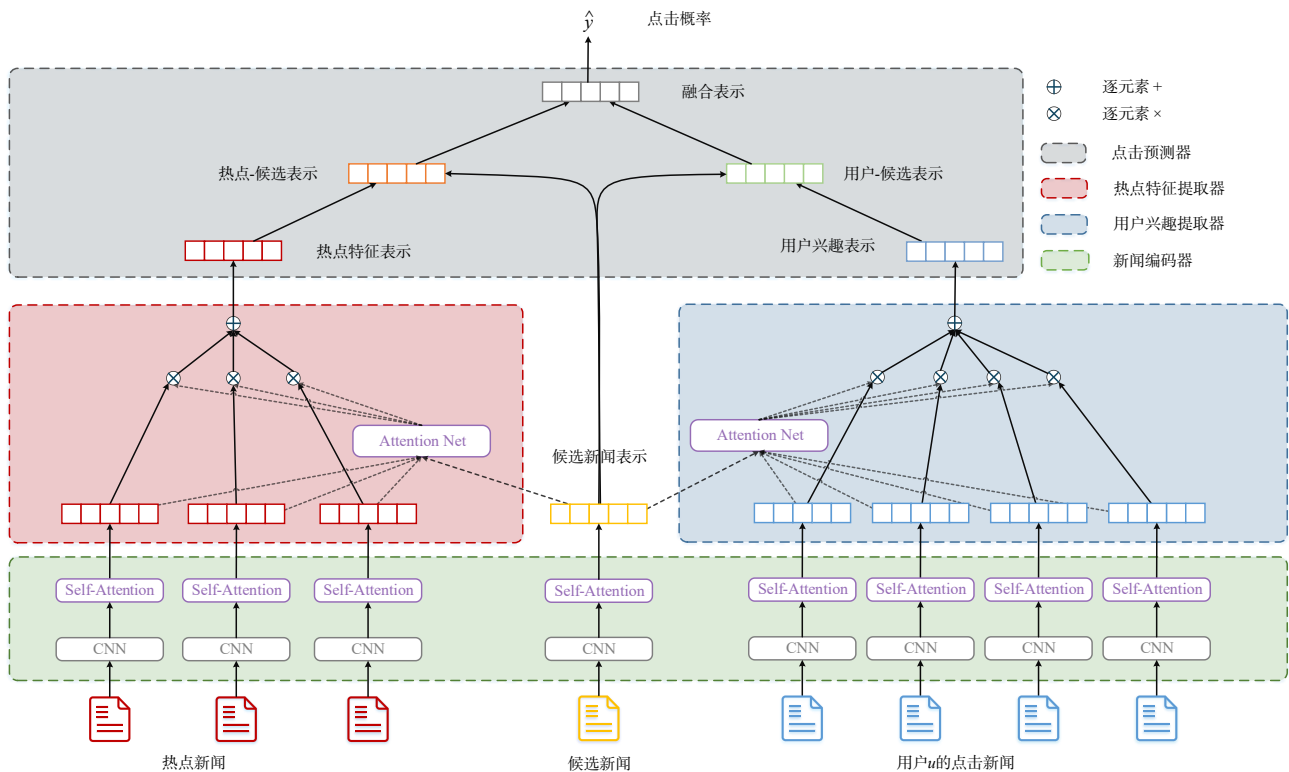 ŷ 点击概率
融合表示
逐元素 +
逐元素 ×
点击预测器
热点特征提取器
用户兴趣提取器
新闻编码器
热点-候选表示
用户-候选表示
热点特征表示
用户兴趣表示
Attention Net
Attention Net
候选新闻表示
Self-Attention Self-Attention Self-Attention Self-Attention Self-Attention Self-Attention Self-Attention Self-Attention
CNN CNN CNN CNN CNN CNN CNN CNN
热点新闻 候选新闻 用户u的点击新闻